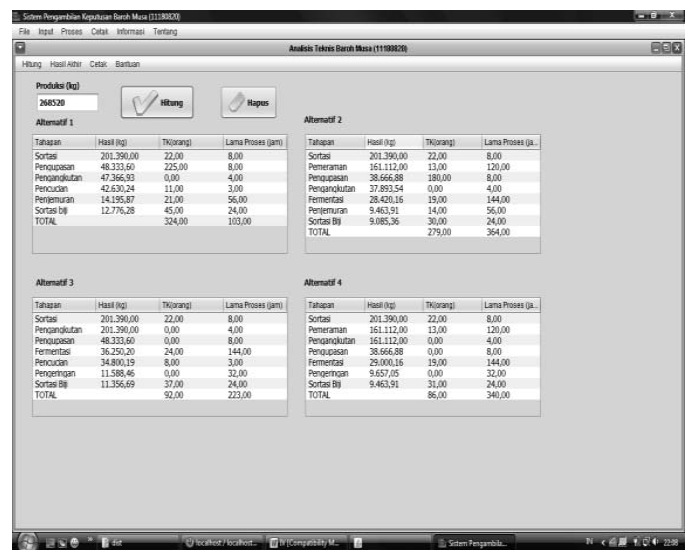 Sistem Pengambilan Keputusan Baroh Musa (11180820)
File Input Proses Cetak Informasi Tentang
Analisis Teknis Baroh Musa (11180820)
Hitung Hasil Akhir Cetak Bantuan
Produksi (kg)
268520 Hitung Hapus
Alternatif 1
Tahapan Hasil (kg) TK(orang) Lama Proses (jam)
Sortasi 201.390,00 22,00 8,00
Pengupasan 48.333,60 225,00 8,00
Pengangkutan 47.366,93 0,00 4,00
Pencucian 42.630,24 11,00 3,00
Penjemuran 14.195,87 21,00 56,00
Sortasi biji 12.776,28 45,00 24,00
TOTAL 324,00 103,00
Alternatif 2
Tahapan Hasil (kg) TK(orang) Lama Proses (ja...
Sortasi 201.390,00 22,00 8,00
Pemeraman 161.112,00 13,00 120,00
Pengupasan 38.666,88 180,00 8,00
Pengangkutan 37.893,54 0,00 4,00
Fermentasi 28.420,16 19,00 144,00
Penjemuran 9.463,91 14,00 56,00
Sortasi Biji 9.085,36 30,00 24,00
TOTAL 279,00 364,00
Alternatif 3
Tahapan Hasil (kg) TK(orang) Lama Proses (jam)
Sortasi 201.390,00 22,00 8,00
Pengangkutan 201.390,00 0,00 4,00
Pengupasan 48.333,60 0,00 8,00
Fermentasi 36.250,20 24,00 144,00
Pencucian 34.800,19 8,00 3,00
Pengeringan 11.588,46 0,00 32,00
Sortasi Biji 11.356,69 37,00 24,00
TOTAL 92,00 223,00
Alternatif 4
Tahapan Hasil (kg) TK(orang) Lama Proses (ja...
Sortasi 201.390,00 22,00 8,00
Pemeraman 161.112,00 13,00 120,00
Pengangkutan 161.112,00 0,00 4,00
Pengupasan 38.666,88 0,00 8,00
Fermentasi 29.000,16 19,00 144,00
Pengeringan 9.657,05 0,00 32,00
Sortasi Biji 9.463,91 31,00 24,00
TOTAL 86,00 340,00
dist localhost / localhost... [Compatibility M... Sistem Pengambila... IN 22:08